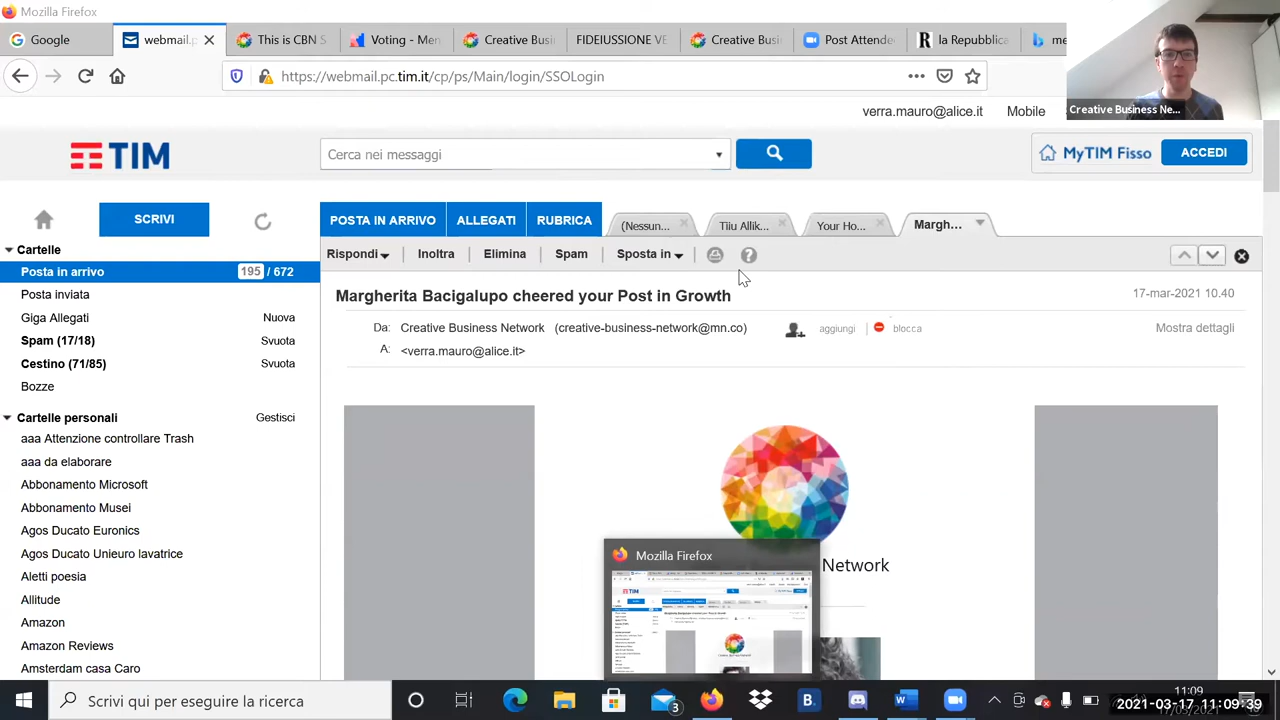 Mozilla Firefox
Google
webmail.p
This is CBN S
Voting - Men
Creative Bus
FIDEIUSSIONE VE
Creative Busi
Post Attende
la Repubblica
me
https://webmail.pc.tim.it/cp/ps/Main/login/SSOLogin
Creative Business Ne...
verra.mauro@alice.it
Mobile
TIM
Cerca nei messaggi
MyTIM Fisso
ACCEDI
SCRIVI
POSTA IN ARRIVO
ALLEGATI
RUBRICA
(Nessun...
Tiiu Allik...
Your Ho...
Margh...
Cartelle
Rispondi
Inoltra
Elimina
Spam
Sposta in
Posta in arrivo 195 / 672
Posta inviata
Giga Allegati Nuova
Spam (17/18) Svuota
Cestino (71/85) Svuota
Bozze
Cartelle personali Gestisci
aaa Attenzione controllare Trash
aaa da elaborare
Abbonamento Microsoft
Abbonamento Musei
Agos Ducato Euronics
Agos Ducato Unieuro lavatrice
Aletti poesia
Allitude
Amazon
Amazon Reviews
Amsterdam casa Caro
Margherita Bacigalupo cheered your Post in Growth
17-mar-2021 10.40
Da: Creative Business Network (creative-business-network@mn.co)
aggiungi
blocca
Mostra dettagli
A: <verra.mauro@alice.it>
Network
Mozilla Firefox
Scrivi qui per eseguire la ricerca
3
11:09
2021-03-17 11:09:39